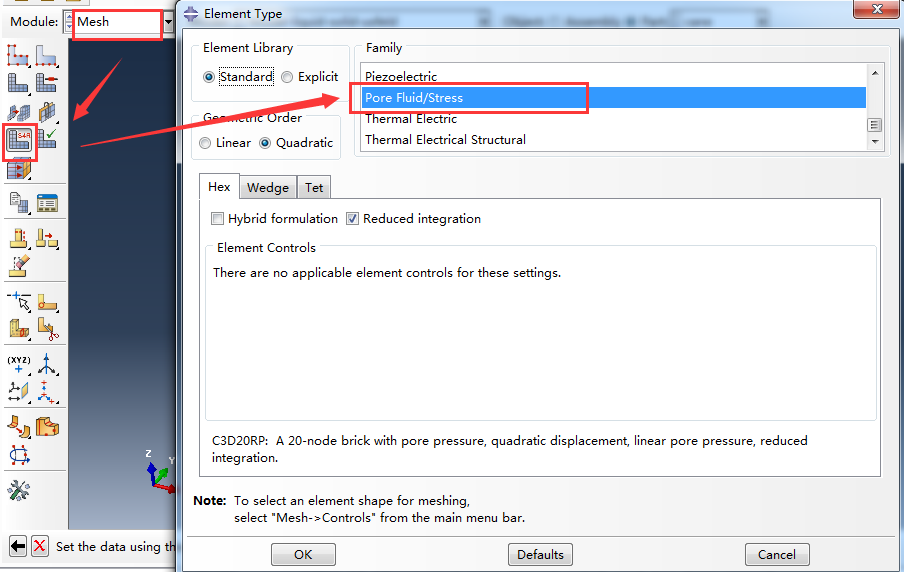 Module:
Mesh
Element Type
Element Library
Standard
Explicit
Geometric Order
Linear
Quadratic
Family
Piezoelectric
Pore Fluid/Stress
Thermal Electric
Thermal Electrical Structural
Hex
Wedge
Tet
Hybrid formulation
Reduced integration
Element Controls
There are no applicable element controls for these settings.
C3D20RP: A 20-node brick with pore pressure, quadratic displacement, linear pore pressure, reduced
integration.
Note: To select an element shape for meshing,
select "Mesh->Controls" from the main menu bar.
OK
Defaults
Cancel
S4R
(XYZ)
Z
Y
Set the data using th